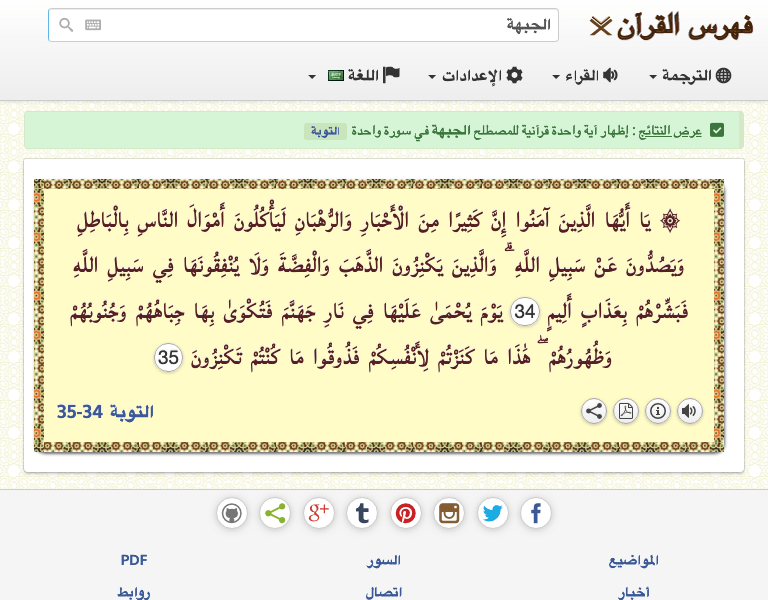 فهرس القرآن
الجبهة
الترجمة القراء الإعدادات اللغة
عرض النتائج : إظهار آية واحدة قرآنية للمصطلح الجبهة في سورة واحدة التوبة
۞ يَا أَيُّهَا الَّذِينَ آمَنُوا إِنَّ كَثِيرًا مِنَ الْأَحْبَارِ وَالرُّهْبَانِ لَيَأْكُلُونَ أَمْوَالَ النَّاسِ بِالْبَاطِلِ
وَيَصُدُّونَ عَنْ سَبِيلِ اللَّهِ ۗ وَالَّذِينَ يَكْنِزُونَ الذَّهَبَ وَالْفِضَّةَ وَلَا يُنْفِقُونَهَا فِي سَبِيلِ اللَّهِ
فَبَشِّرْهُمْ بِعَذَابٍ أَلِيمٍ 34 يَوْمَ يُحْمَىٰ عَلَيْهَا فِي نَارِ جَهَنَّمَ فَتُكْوَىٰ بِهَا جِبَاهُهُمْ وَجُنُوبُهُمْ
وَظُهُورُهُمْ ۖ هَٰذَا مَا كَنَزْتُمْ لِأَنْفُسِكُمْ فَذُوقُوا مَا كُنْتُمْ تَكْنِزُونَ 35
التوبة 34-35
المواضيع السور PDF
أخبار اتصال روابط